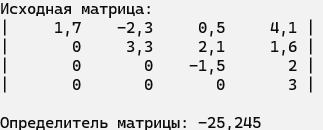 Исходная матрица:
| 1,7 -2,3 0,5 4,1 |
| 0 3,3 2,1 1,6 |
| 0 0 -1,5 2 |
| 0 0 0 3 |
Определитель матрицы: -25,245